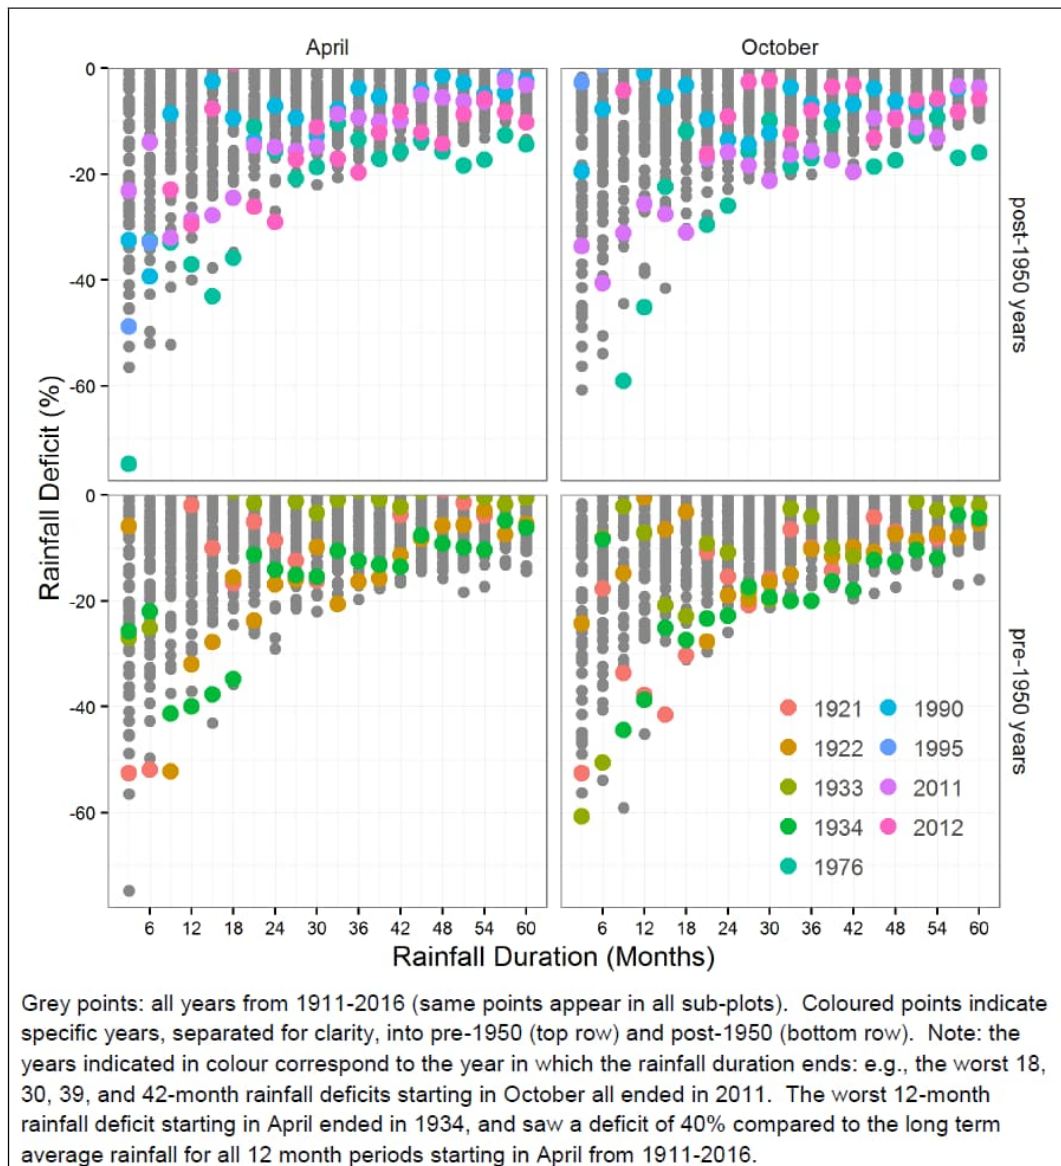 April
October
0
-20
-40
-60
post-1950 years
0
-20
-40
-60
pre-1950 years
Rainfall Deficit (%)
1921
1990
1922
1995
1933
2011
1934
2012
1976
6 12 18 24 30 36 42 48 54 60
6 12 18 24 30 36 42 48 54 60
Rainfall Duration (Months)
Grey points: all years from 1911-2016 (same points appear in all sub-plots). Coloured points indicate
specific years, separated for clarity, into pre-1950 (top row) and post-1950 (bottom row). Note: the
years indicated in colour correspond to the year in which the rainfall duration ends: e.g., the worst 18,
30, 39, and 42-month rainfall deficits starting in October all ended in 2011. The worst 12-month
rainfall deficit starting in April ended in 1934, and saw a deficit of 40% compared to the long term
average rainfall for all 12 month periods starting in April from 1911-2016.